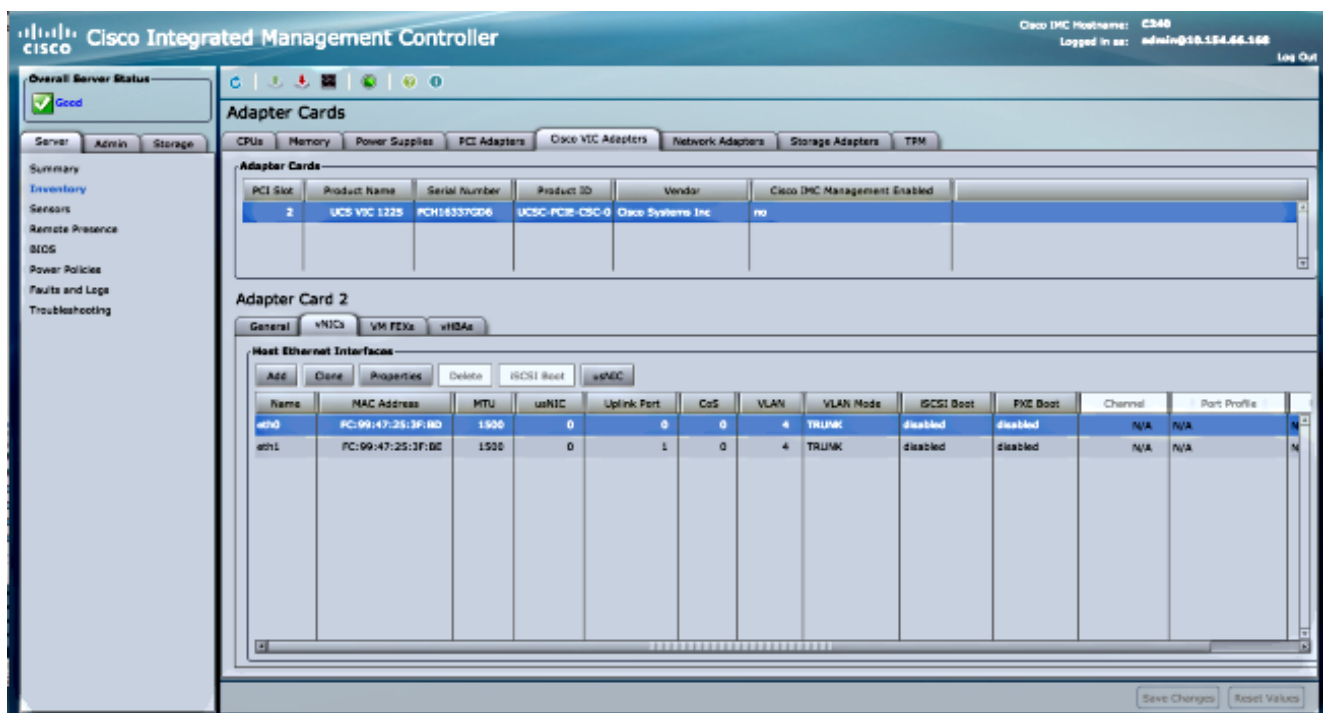 Cisco IMC Hostname: C240
CISCO Cisco Integrated Management Controller
Logged in as: admin@10.154.66.168
Log Out
Overall Server Status
Good
Adapter Cards
Server Admin Storage
CPUs Memory Power Supplies PCI Adapters Cisco VIC Adapters Network Adapters Storage Adapters TPM
Summary
Inventory
Sensors
Remote Presence
BIOS
Power Policies
Faults and Logs
Troubleshooting
Adapter Cards
PCI Slot Product Name Serial Number Product ID Vendor Cisco IMC Management Enabled
2 UCS VIC 1225 FCH16337GD6 UCSC-PCIE-CSC-0 Cisco Systems Inc no
Adapter Card 2
General vNICs VM FEXs vHBAs
Host Ethernet Interfaces
Add Clone Properties Delete iSCSI Boot usNIC
Name MAC Address MTU usNIC Uplink Port CoS VLAN VLAN Mode iSCSI Boot PXE Boot Channel Port Profile
eth0 FC:99:47:25:3F:BD 1500 0 0 0 4 TRUNK disabled disabled N/A N/A N
eth1 FC:99:47:25:3F:BE 1500 0 1 0 4 TRUNK disabled disabled N/A N/A N
Save Changes Reset Values